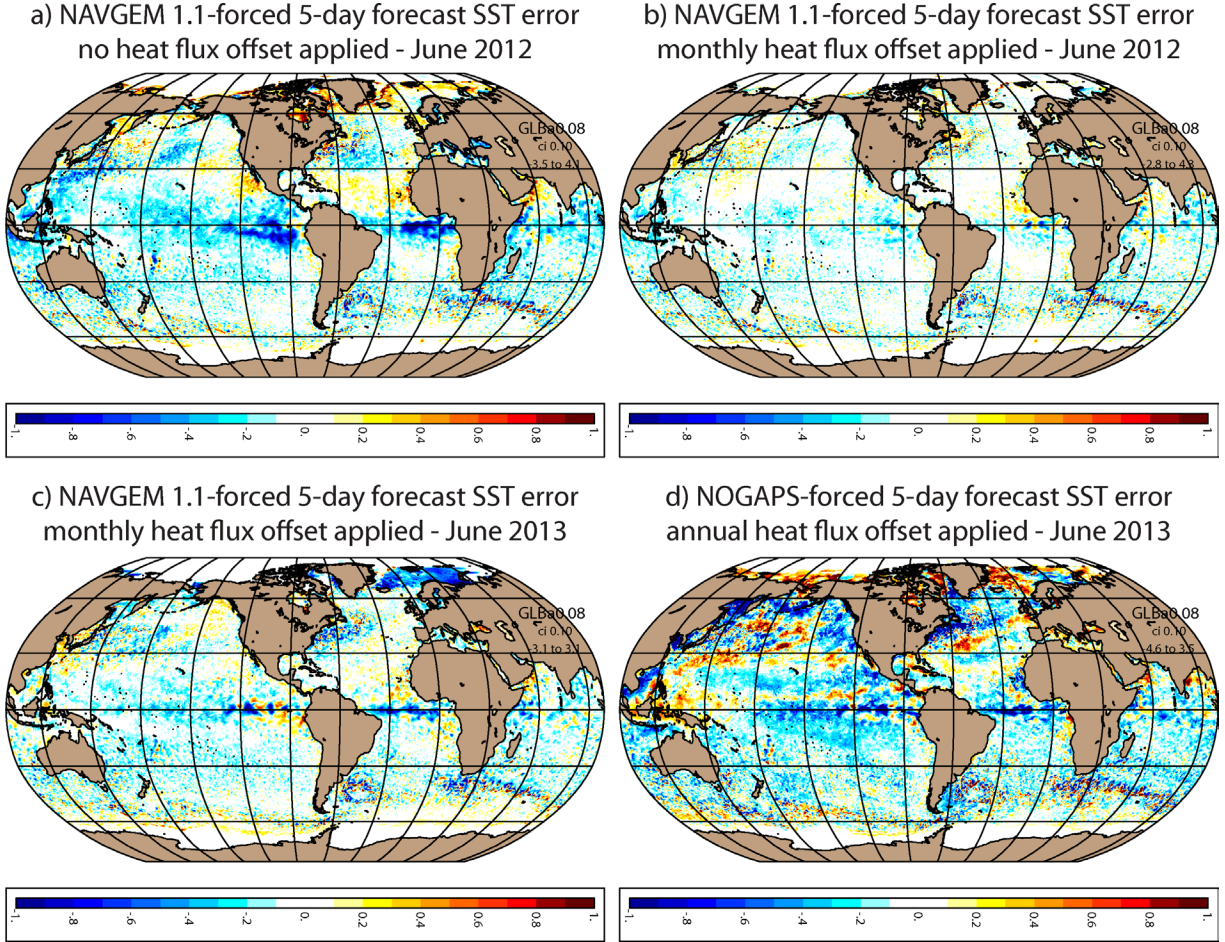 a) NAVGEM 1.1-forced 5-day forecast SST error
no heat flux offset applied - June 2012
GLBa0.08
ci 0.10
-3.5 to 4.1
-1. -.8 -.6 -.4 -.2 0. 0.2 0.4 0.6 0.8 1.
b) NAVGEM 1.1-forced 5-day forecast SST error
monthly heat flux offset applied - June 2012
GLBa0.08
ci 0.10
-2.8 to 4.3
-1. -.8 -.6 -.4 -.2 0. 0.2 0.4 0.6 0.8 1.
c) NAVGEM 1.1-forced 5-day forecast SST error
monthly heat flux offset applied - June 2013
GLBa0.08
ci 0.10
-3.1 to 3.1
-1. -.8 -.6 -.4 -.2 0. 0.2 0.4 0.6 0.8 1.
d) NOGAPS-forced 5-day forecast SST error
annual heat flux offset applied - June 2013
GLBa0.08
ci 0.10
-4.6 to 3.5
-1. -.8 -.6 -.4 -.2 0. 0.2 0.4 0.6 0.8 1.